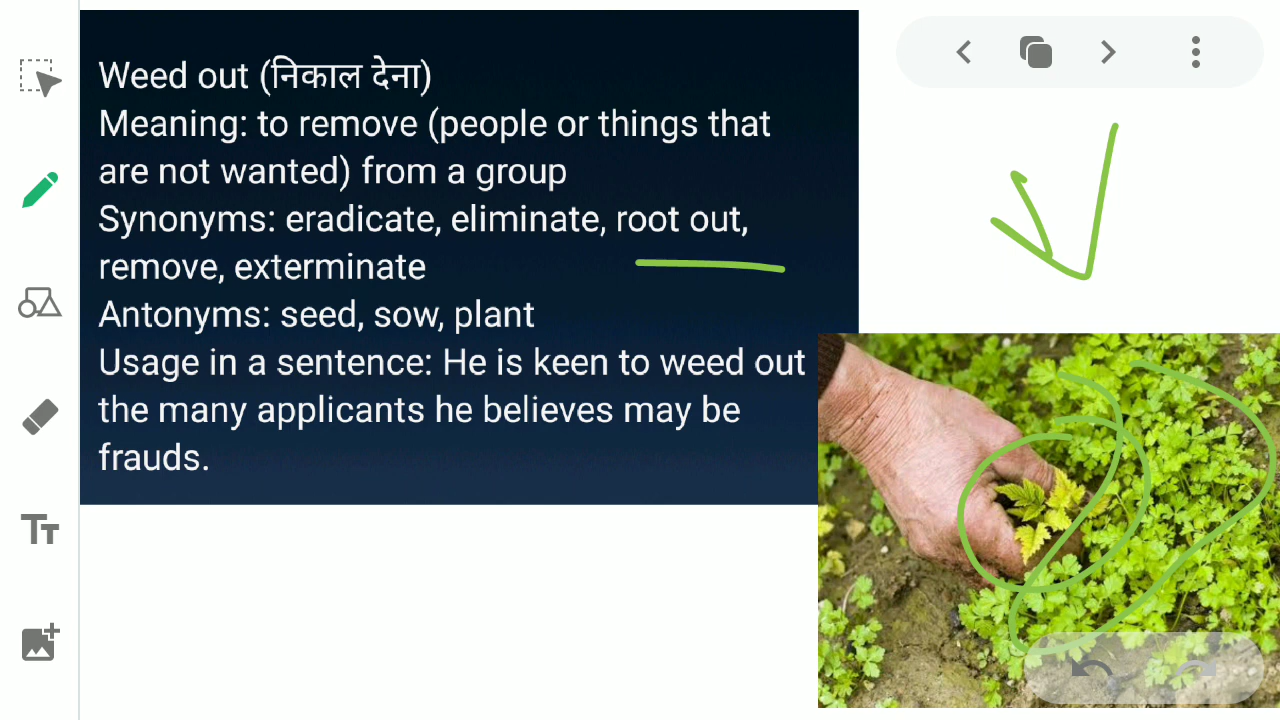 Weed out (निकाल देना)
Meaning: to remove (people or things that
are not wanted) from a group
Synonyms: eradicate, eliminate, root out,
remove, exterminate
Antonyms: seed, sow, plant
Usage in a sentence: He is keen to weed out
the many applicants he believes may be
frauds.